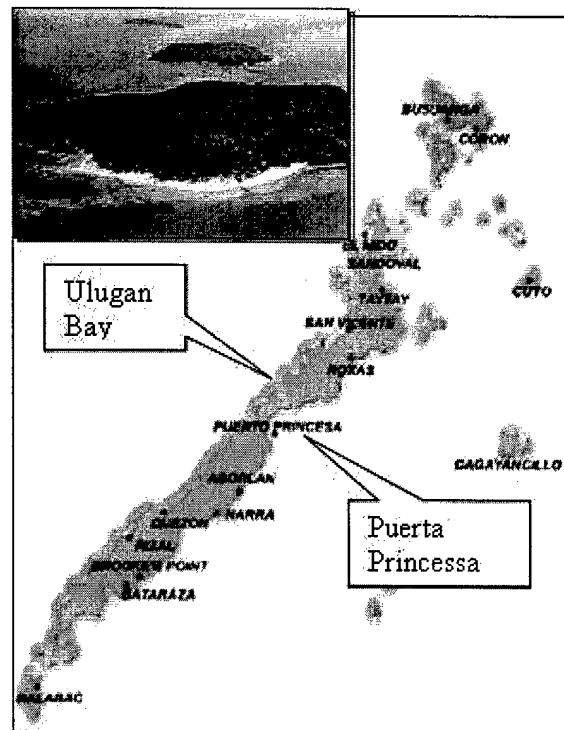 BUSUANGA
CORON
EL NIDO
SANDOVAL
TAYTAY
CUYO
Ulugan
Bay
SAN VICENTE
ROXAS
PUERTO PRINCESA
CAGAYANCILLO
ABORLAN
Puerta
Princessa
QUEZON
NARRA
RIZAL
BROOKE'S POINT
BATARAZA
BALABAC